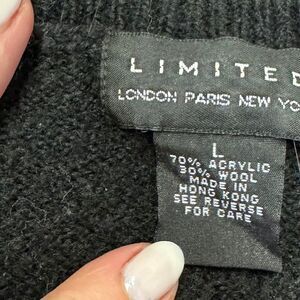 LIMITED
LONDON PARIS NEW YO
L
70% ACRYLIC
30% WOOL
MADE IN
HONG KONG
SEE REVERSE
FOR CARE